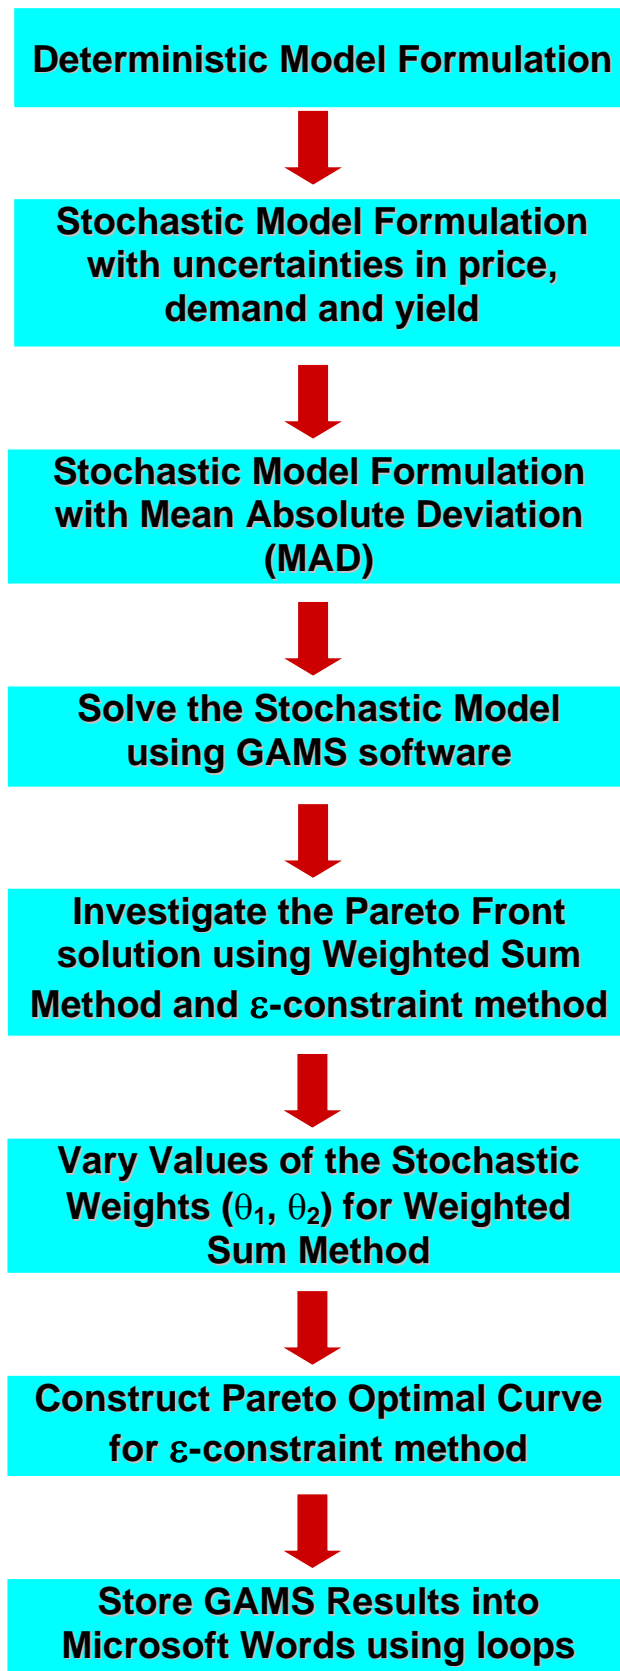 Deterministic Model Formulation
Stochastic Model Formulation
with uncertainties in price,
demand and yield
Stochastic Model Formulation
with Mean Absolute Deviation
(MAD)
Solve the Stochastic Model
using GAMS software
Investigate the Pareto Front
solution using Weighted Sum
Method and ε-constraint method
Vary Values of the Stochastic
Weights (θ₁, θ₂) for Weighted
Sum Method
Construct Pareto Optimal Curve
for ε-constraint method
Store GAMS Results into
Microsoft Words using loops